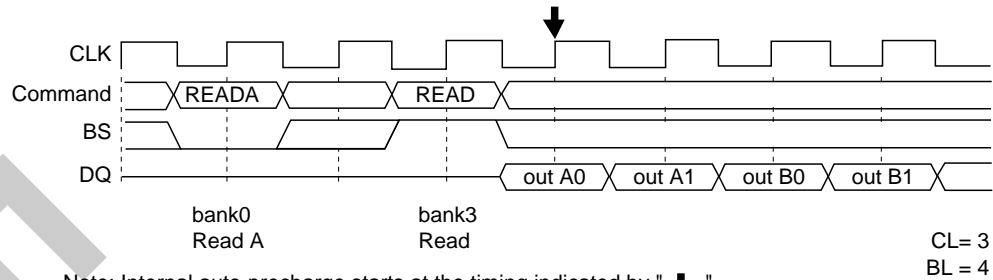 CLK
Command READA READ
BS
DQ out A0 out A1 out B0 out B1
bank0 bank3
Read A Read
CL= 3
BL = 4
Note: Internal auto-precharge starts at the timing indicated by " ".